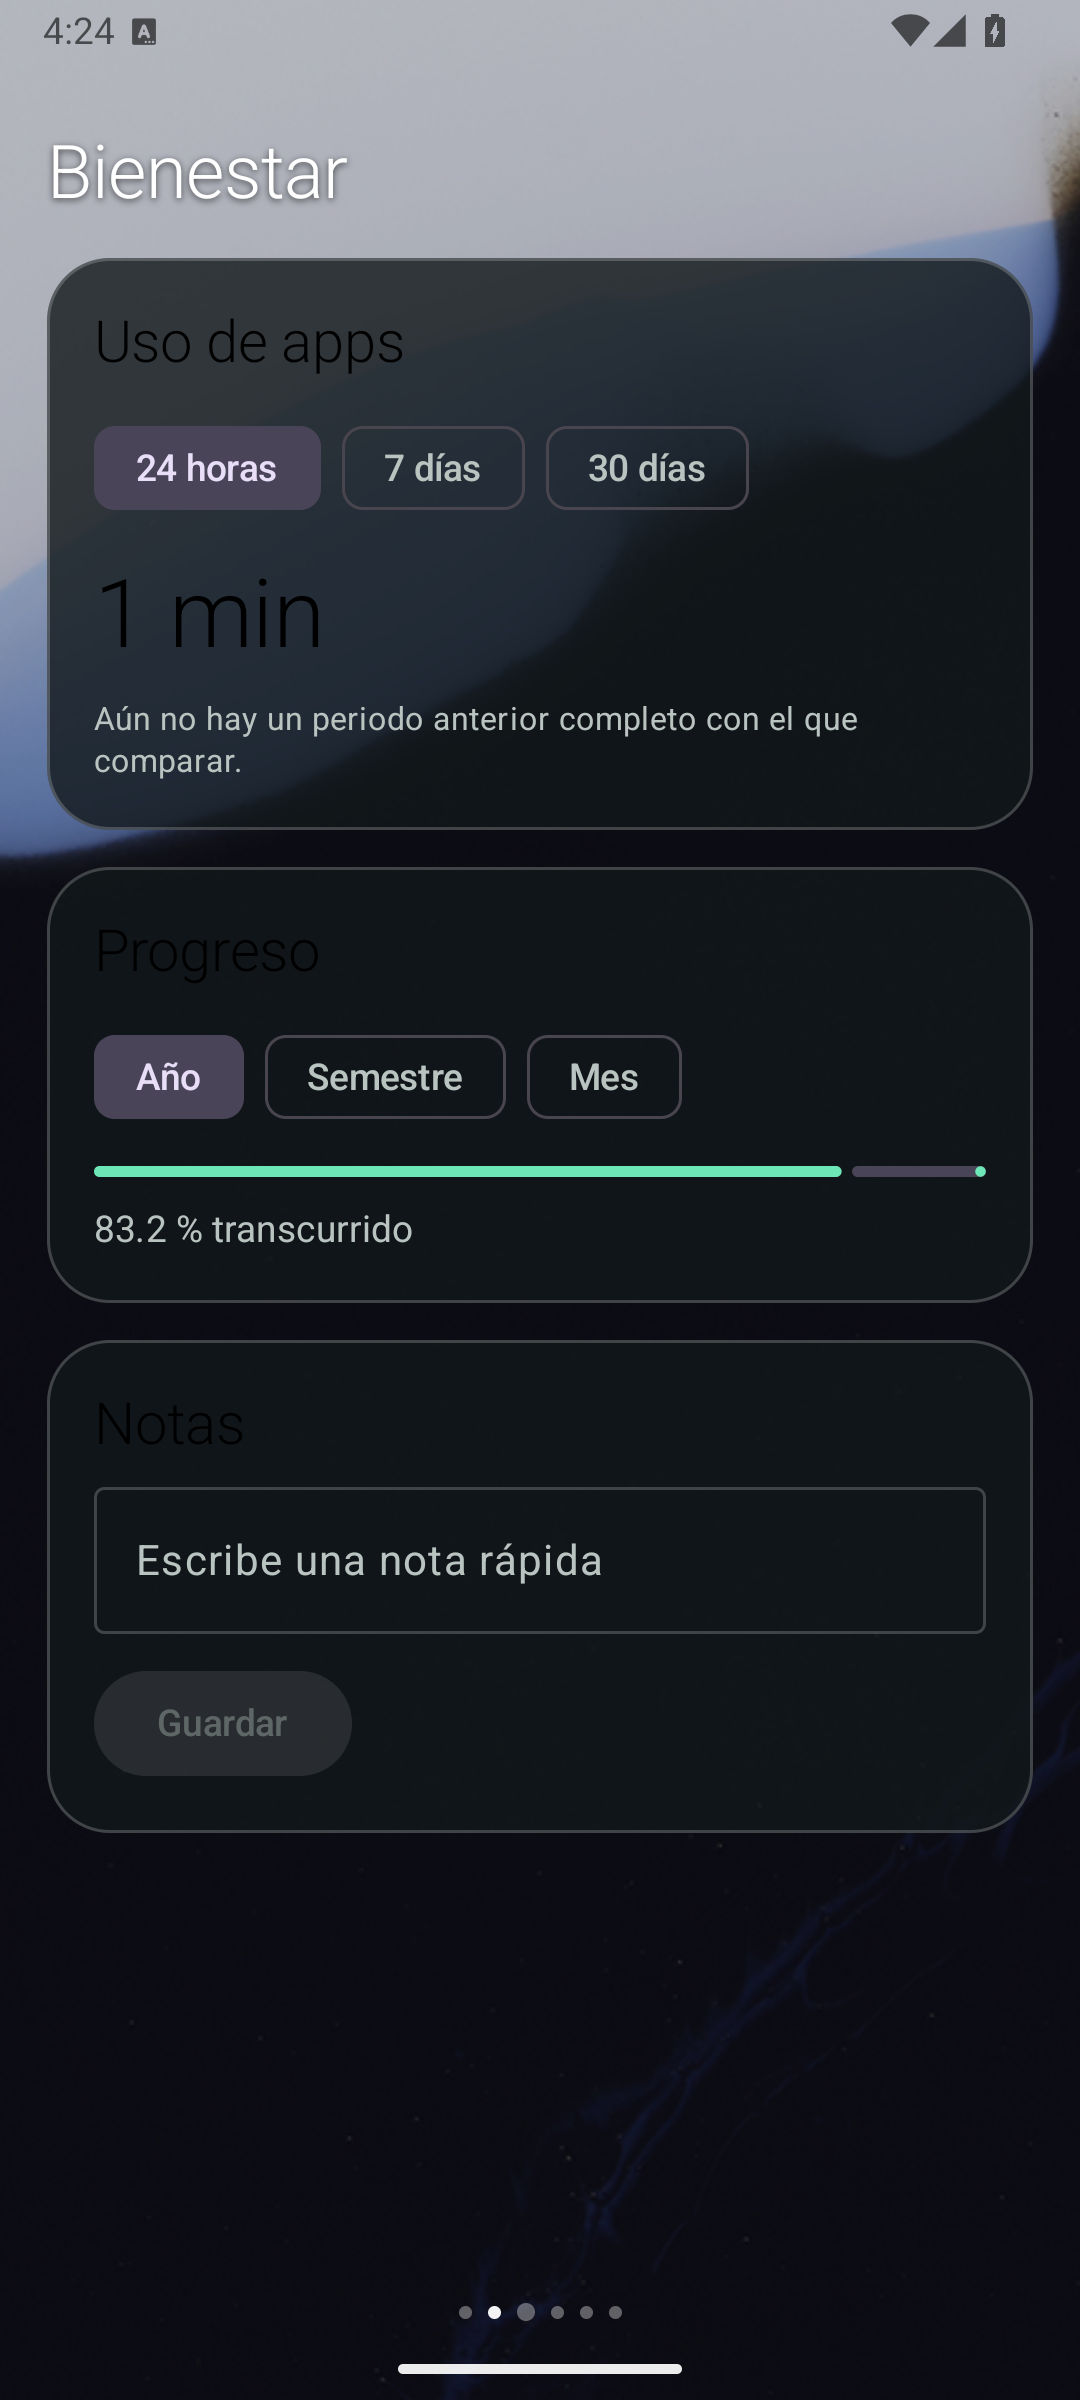 4:24
Bienestar
Uso de apps
24 horas
7 días
30 días
1 min
Aún no hay un periodo anterior completo con el que
comparar.
Progreso
Año
Semestre
Mes
83.2 % transcurrido
Notas
Escribe una nota rápida
Guardar